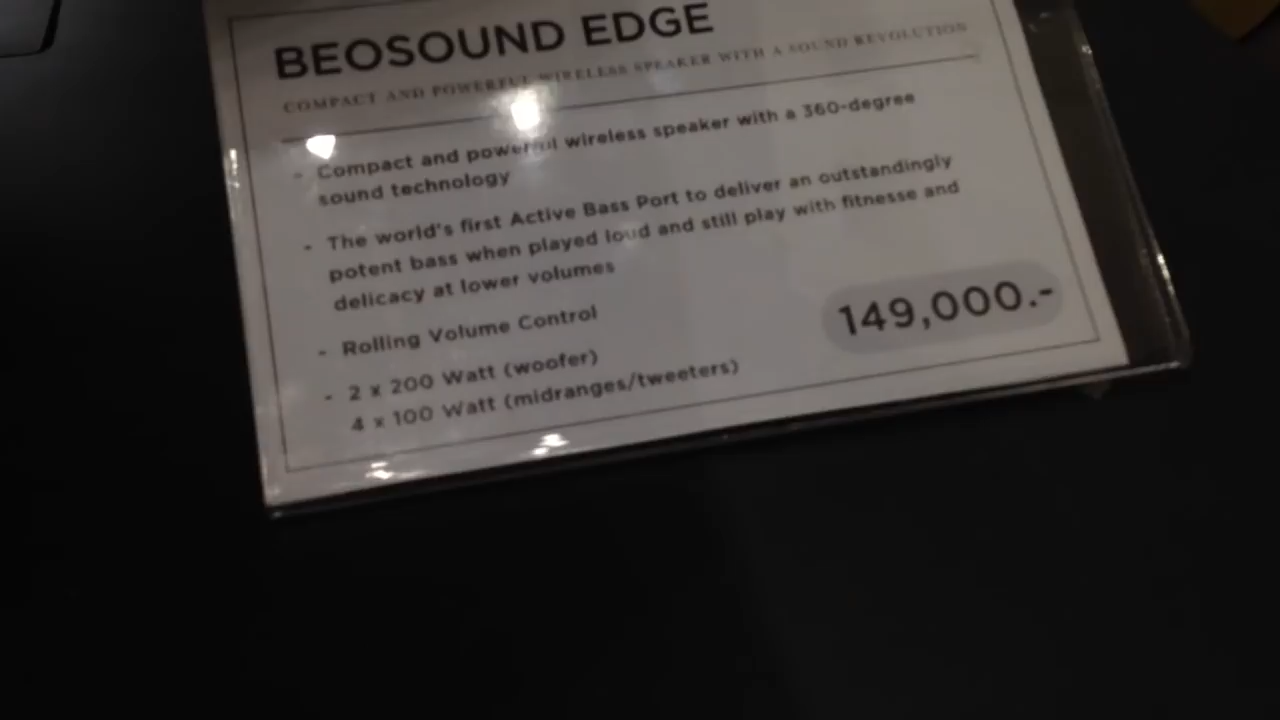 BEOSOUND EDGE
COMPACT AND POWERFUL WIRELESS SPEAKER WITH A SOUND REVOLUTION
- Compact and powerful wireless speaker with a 360-degree
sound technology
- The world's first Active Bass Port to deliver an outstandingly
potent bass when played loud and still play with fitnesse and
delicacy at lower volumes
- Rolling Volume Control
- 2 x 200 Watt (woofer)
4 x 100 Watt (midranges/tweeters)
149,000.-